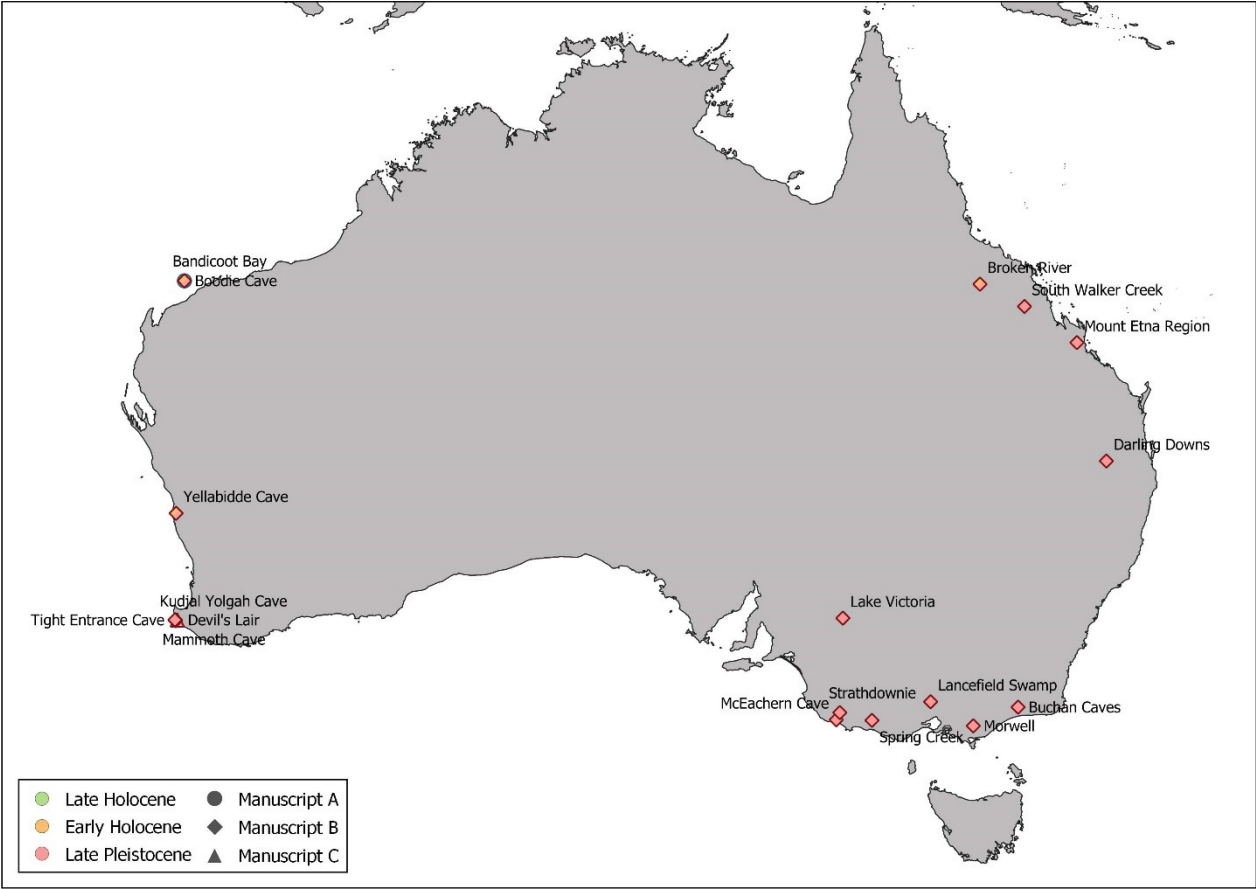 Bandicoot Bay
Boodie Cave
Broken River
South Walker Creek
Mount Etna Region
Darling Downs
Yellabidde Cave
Kudjal Yolgah Cave
Tight Entrance Cave
Devil's Lair
Mammoth Cave
Lake Victoria
Lancefield Swamp
Strathdownie
McEachern Cave
Buchan Caves
Morwell
Spring Creek
Late Holocene
Early Holocene
Late Pleistocene
Manuscript A
Manuscript B
Manuscript C